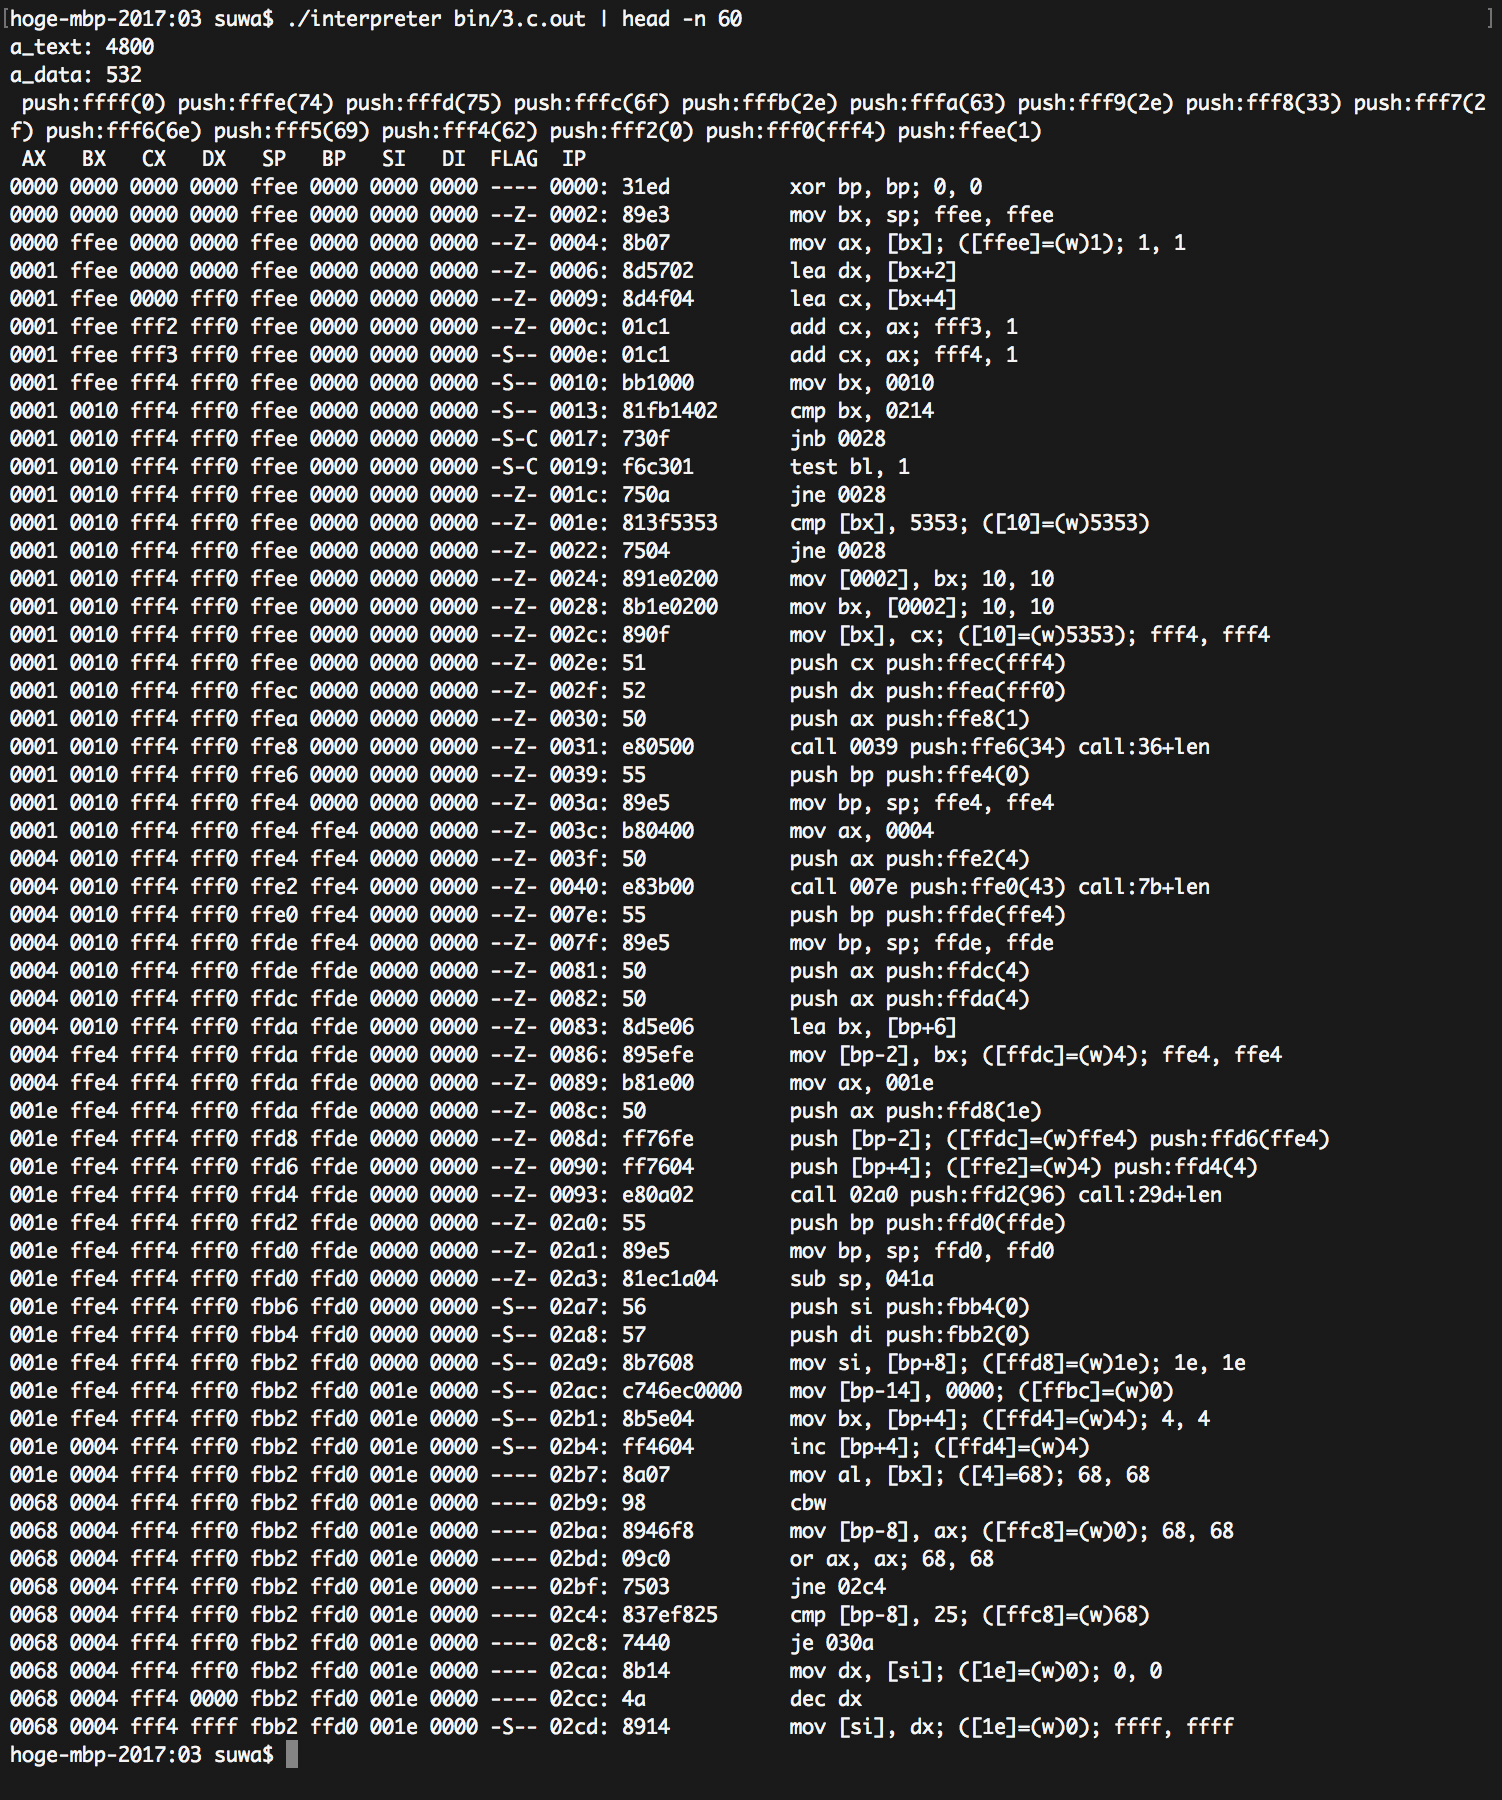 [hoge-mbp-2017:03 suwa$ ./interpreter bin/3.c.out | head -n 60 ]
a_text: 4800
a_data: 532
 push:ffff(0) push:fffe(74) push:fffd(75) push:fffc(6f) push:fffb(2e) push:fffa(63) push:fff9(2e) push:fff8(33) push:fff7(2
f) push:fff6(6e) push:fff5(69) push:fff4(62) push:fff2(0) push:fff0(fff4) push:ffee(1)
 AX   BX   CX   DX   SP   BP   SI   DI  FLAG  IP
0000 0000 0000 0000 ffee 0000 0000 0000 ---- 0000: 31ed          xor bp, bp; 0, 0
0000 0000 0000 0000 ffee 0000 0000 0000 --Z- 0002: 89e3          mov bx, sp; ffee, ffee
0000 ffee 0000 0000 ffee 0000 0000 0000 --Z- 0004: 8b07          mov ax, [bx]; ([ffee]=(w)1); 1, 1
0001 ffee 0000 0000 ffee 0000 0000 0000 --Z- 0006: 8d5702        lea dx, [bx+2]
0001 ffee 0000 fff0 ffee 0000 0000 0000 --Z- 0009: 8d4f04        lea cx, [bx+4]
0001 ffee fff2 fff0 ffee 0000 0000 0000 --Z- 000c: 01c1          add cx, ax; fff3, 1
0001 ffee fff3 fff0 ffee 0000 0000 0000 -S-- 000e: 01c1          add cx, ax; fff4, 1
0001 ffee fff4 fff0 ffee 0000 0000 0000 -S-- 0010: bb1000        mov bx, 0010
0001 0010 fff4 fff0 ffee 0000 0000 0000 -S-- 0013: 81fb1402      cmp bx, 0214
0001 0010 fff4 fff0 ffee 0000 0000 0000 -S-C 0017: 730f          jnb 0028
0001 0010 fff4 fff0 ffee 0000 0000 0000 -S-C 0019: f6c301        test bl, 1
0001 0010 fff4 fff0 ffee 0000 0000 0000 --Z- 001c: 750a          jne 0028
0001 0010 fff4 fff0 ffee 0000 0000 0000 --Z- 001e: 813f5353      cmp [bx], 5353; ([10]=(w)5353)
0001 0010 fff4 fff0 ffee 0000 0000 0000 --Z- 0022: 7504          jne 0028
0001 0010 fff4 fff0 ffee 0000 0000 0000 --Z- 0024: 891e0200      mov [0002], bx; 10, 10
0001 0010 fff4 fff0 ffee 0000 0000 0000 --Z- 0028: 8b1e0200      mov bx, [0002]; 10, 10
0001 0010 fff4 fff0 ffee 0000 0000 0000 --Z- 002c: 890f          mov [bx], cx; ([10]=(w)5353); fff4, fff4
0001 0010 fff4 fff0 ffee 0000 0000 0000 --Z- 002e: 51            push cx push:ffec(fff4)
0001 0010 fff4 fff0 ffec 0000 0000 0000 --Z- 002f: 52            push dx push:ffea(fff0)
0001 0010 fff4 fff0 ffea 0000 0000 0000 --Z- 0030: 50            push ax push:ffe8(1)
0001 0010 fff4 fff0 ffe8 0000 0000 0000 --Z- 0031: e80500        call 0039 push:ffe6(34) call:36+len
0001 0010 fff4 fff0 ffe6 0000 0000 0000 --Z- 0039: 55            push bp push:ffe4(0)
0001 0010 fff4 fff0 ffe4 0000 0000 0000 --Z- 003a: 89e5          mov bp, sp; ffe4, ffe4
0001 0010 fff4 fff0 ffe4 ffe4 0000 0000 --Z- 003c: b80400        mov ax, 0004
0004 0010 fff4 fff0 ffe4 ffe4 0000 0000 --Z- 003f: 50            push ax push:ffe2(4)
0004 0010 fff4 fff0 ffe2 ffe4 0000 0000 --Z- 0040: e83b00        call 007e push:ffe0(43) call:7b+len
0004 0010 fff4 fff0 ffe0 ffe4 0000 0000 --Z- 007e: 55            push bp push:ffde(ffe4)
0004 0010 fff4 fff0 ffde ffe4 0000 0000 --Z- 007f: 89e5          mov bp, sp; ffde, ffde
0004 0010 fff4 fff0 ffde ffde 0000 0000 --Z- 0081: 50            push ax push:ffdc(4)
0004 0010 fff4 fff0 ffdc ffde 0000 0000 --Z- 0082: 50            push ax push:ffda(4)
0004 0010 fff4 fff0 ffda ffde 0000 0000 --Z- 0083: 8d5e06        lea bx, [bp+6]
0004 ffe4 fff4 fff0 ffda ffde 0000 0000 --Z- 0086: 895efe        mov [bp-2], bx; ([ffdc]=(w)4); ffe4, ffe4
0004 ffe4 fff4 fff0 ffda ffde 0000 0000 --Z- 0089: b81e00        mov ax, 001e
001e ffe4 fff4 fff0 ffda ffde 0000 0000 --Z- 008c: 50            push ax push:ffd8(1e)
001e ffe4 fff4 fff0 ffd8 ffde 0000 0000 --Z- 008d: ff76fe        push [bp-2]; ([ffdc]=(w)ffe4) push:ffd6(ffe4)
001e ffe4 fff4 fff0 ffd6 ffde 0000 0000 --Z- 0090: ff7604        push [bp+4]; ([ffe2]=(w)4) push:ffd4(4)
001e ffe4 fff4 fff0 ffd4 ffde 0000 0000 --Z- 0093: e80a02        call 02a0 push:ffd2(96) call:29d+len
001e ffe4 fff4 fff0 ffd2 ffde 0000 0000 --Z- 02a0: 55            push bp push:ffd0(ffde)
001e ffe4 fff4 fff0 ffd0 ffde 0000 0000 --Z- 02a1: 89e5          mov bp, sp; ffd0, ffd0
001e ffe4 fff4 fff0 ffd0 ffd0 0000 0000 --Z- 02a3: 81ec1a04      sub sp, 041a
001e ffe4 fff4 fff0 fbb6 ffd0 0000 0000 -S-- 02a7: 56            push si push:fbb4(0)
001e ffe4 fff4 fff0 fbb4 ffd0 0000 0000 -S-- 02a8: 57            push di push:fbb2(0)
001e ffe4 fff4 fff0 fbb2 ffd0 0000 0000 -S-- 02a9: 8b7608        mov si, [bp+8]; ([ffd8]=(w)1e); 1e, 1e
001e ffe4 fff4 fff0 fbb2 ffd0 001e 0000 -S-- 02ac: c746ec0000    mov [bp-14], 0000; ([ffbc]=(w)0)
001e ffe4 fff4 fff0 fbb2 ffd0 001e 0000 -S-- 02b1: 8b5e04        mov bx, [bp+4]; ([ffd4]=(w)4); 4, 4
001e 0004 fff4 fff0 fbb2 ffd0 001e 0000 -S-- 02b4: ff4604        inc [bp+4]; ([ffd4]=(w)4)
001e 0004 fff4 fff0 fbb2 ffd0 001e 0000 ---- 02b7: 8a07          mov al, [bx]; ([4]=68); 68, 68
0068 0004 fff4 fff0 fbb2 ffd0 001e 0000 ---- 02b9: 98            cbw
0068 0004 fff4 fff0 fbb2 ffd0 001e 0000 ---- 02ba: 8946f8        mov [bp-8], ax; ([ffc8]=(w)0); 68, 68
0068 0004 fff4 fff0 fbb2 ffd0 001e 0000 ---- 02bd: 09c0          or ax, ax; 68, 68
0068 0004 fff4 fff0 fbb2 ffd0 001e 0000 ---- 02bf: 7503          jne 02c4
0068 0004 fff4 fff0 fbb2 ffd0 001e 0000 ---- 02c4: 837ef825      cmp [bp-8], 25; ([ffc8]=(w)68)
0068 0004 fff4 fff0 fbb2 ffd0 001e 0000 ---- 02c8: 7440          je 030a
0068 0004 fff4 fff0 fbb2 ffd0 001e 0000 ---- 02ca: 8b14          mov dx, [si]; ([1e]=(w)0); 0, 0
0068 0004 fff4 0000 fbb2 ffd0 001e 0000 ---- 02cc: 4a            dec dx
0068 0004 fff4 ffff fbb2 ffd0 001e 0000 -S-- 02cd: 8914          mov [si], dx; ([1e]=(w)0); ffff, ffff
hoge-mbp-2017:03 suwa$